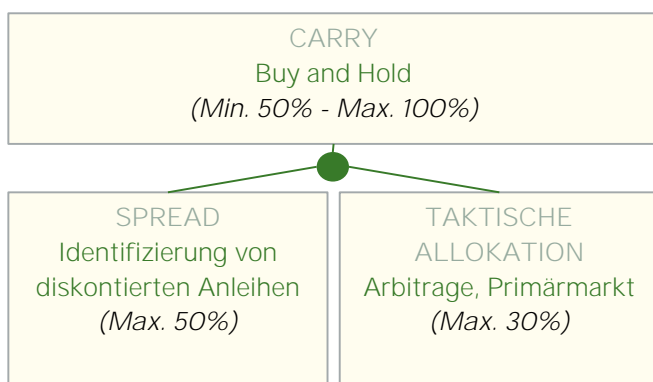 CARRY
Buy and Hold
(Min. 50% - Max. 100%)
SPREAD
Identifizierung von
diskontierten Anleihen
(Max. 50%)
TAKTISCHE
ALLOKATION
Arbitrage, Primärmarkt
(Max. 30%)